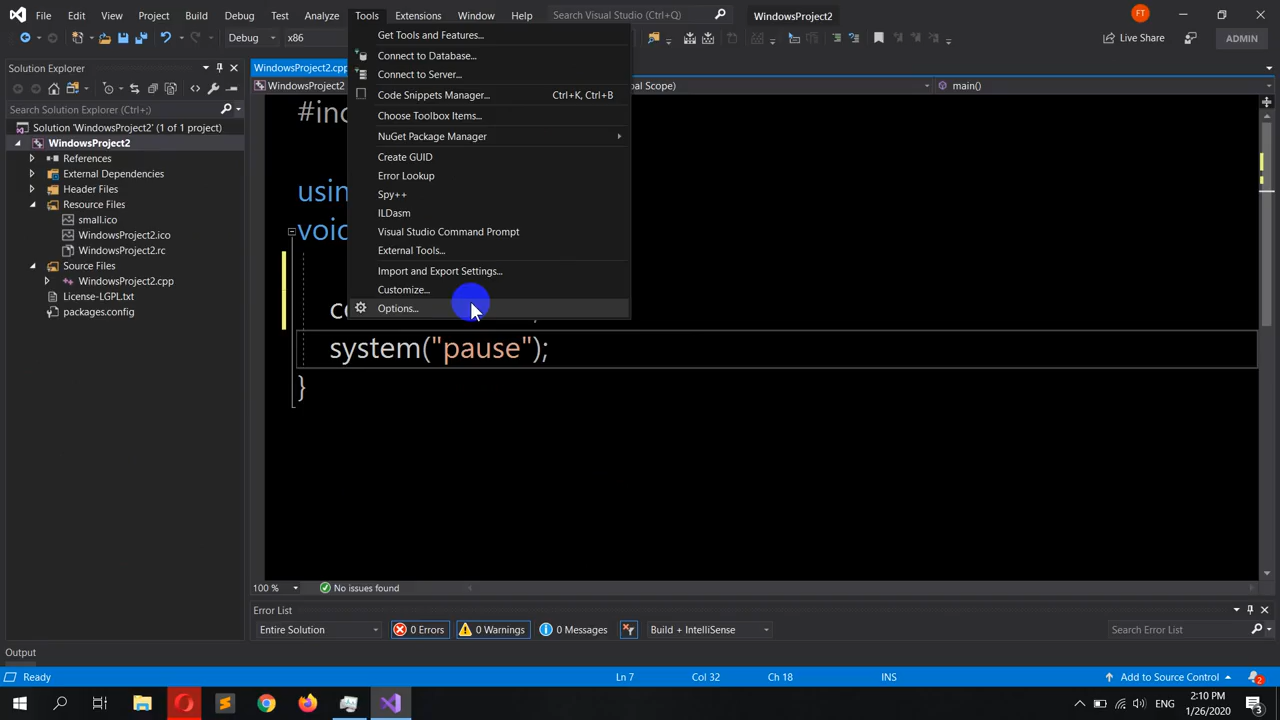 File Edit View Project Build Debug Test Analyze Tools Extensions Window Help Search Visual Studio (Ctrl+Q) WindowsProject2 FT
Debug x86 Live Share ADMIN
Solution Explorer
Search Solution Explorer (Ctrl+;)
Solution 'WindowsProject2' (1 of 1 project)
WindowsProject2
References
External Dependencies
Header Files
Resource Files
small.ico
WindowsProject2.ico
WindowsProject2.rc
Source Files
WindowsProject2.cpp
License-LGPL.txt
packages.config
WindowsProject2.cpp
WindowsProject2 Scope) main()
Get Tools and Features...
Connect to Database...
Connect to Server...
Code Snippets Manager... Ctrl+K, Ctrl+B
Choose Toolbox Items...
NuGet Package Manager
Create GUID
Error Lookup
Spy++
ILDasm
Visual Studio Command Prompt
External Tools...
Import and Export Settings...
Customize...
Options...
system("pause");
}
100 % No issues found
Error List
Entire Solution 0 Errors 0 Warnings 0 Messages Build + IntelliSense Search Error List
Output
Ready Ln 7 Col 32 Ch 18 INS Add to Source Control 2
ENG 2:10 PM
1/26/2020 3